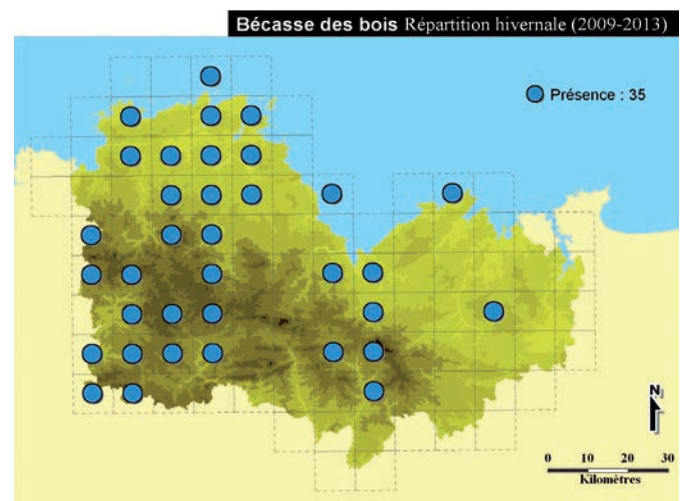 Bécasse des bois Répartition hivernale (2009-2013)
Présence : 35
N
0 10 20 30
Kilomètres